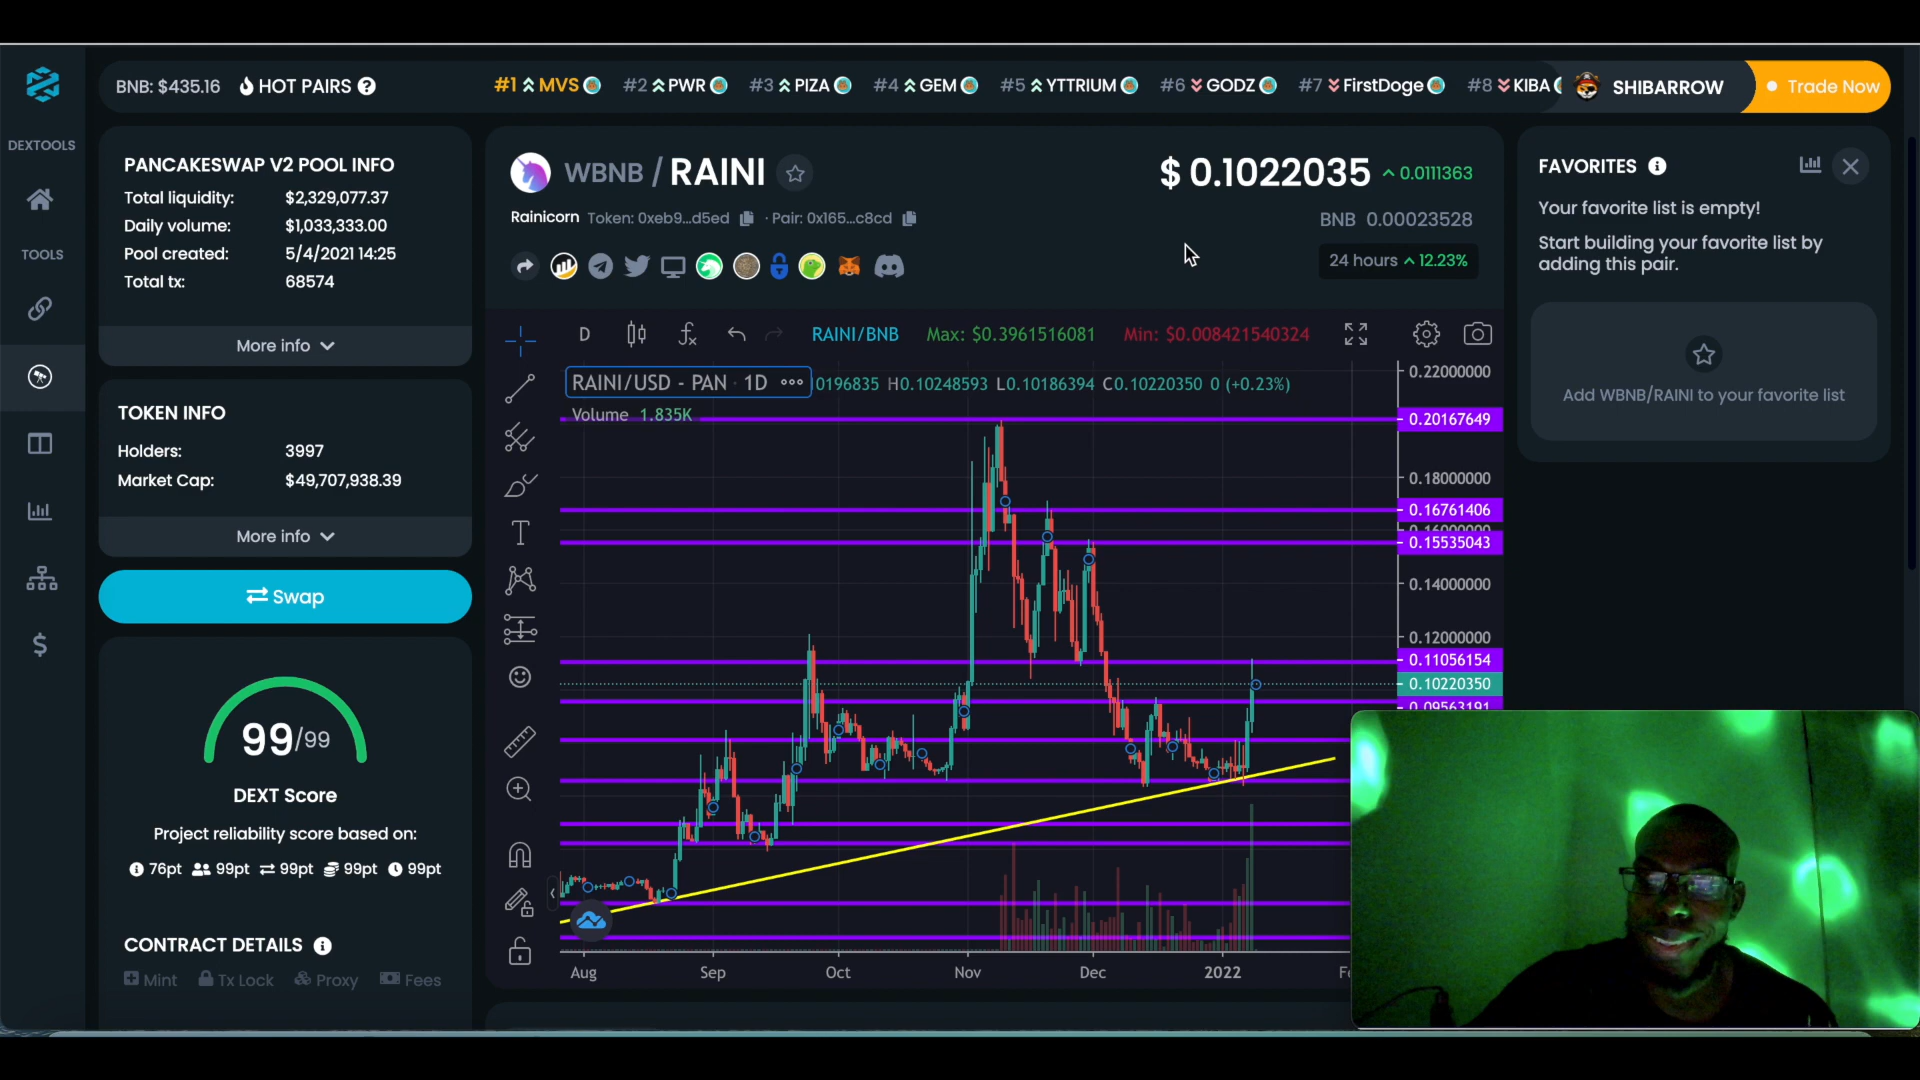 BNB: $435.16 HOT PAIRS
#1 MVS #2 PWR #3 PIZA #4 GEM #5 YTTRIUM #6 GODZ #7 FirstDoge #8 KIBA
SHIBARROW
Trade Now
DEXTOOLS
TOOLS
PANCAKESWAP V2 POOL INFO
Total liquidity: $2,329,077.37
Daily volume: $1,033,333.00
Pool created: 5/4/2021 14:25
Total tx: 68574
More info
TOKEN INFO
Holders: 3997
Market Cap: $49,707,938.39
More info
Swap
99/99
DEXT Score
Project reliability score based on:
76pt 99pt 99pt 99pt 99pt
CONTRACT DETAILS
Mint Tx Lock Proxy Fees
WBNB / RAINI
$ 0.1022035 0.0111363
Rainicorn Token: 0xeb9...d5ed · Pair: 0x165...c8cd
BNB 0.00023528
24 hours 12.23%
D RAINI/BNB Max: $0.3961516081 Min: $0.008421540324
RAINI/USD - PAN · 1D 0196835 H0.10248593 L0.10186394 C0.10220350 0 (+0.23%)
Volume 1.835K
0.22000000
0.20167649
0.18000000
0.16761406
0.16000000
0.15535043
0.14000000
0.12000000
0.11056154
0.10220350
0.09563191
Aug Sep Oct Nov Dec 2022
FAVORITES
Your favorite list is empty!
Start building your favorite list by
adding this pair.
Add WBNB/RAINI to your favorite list